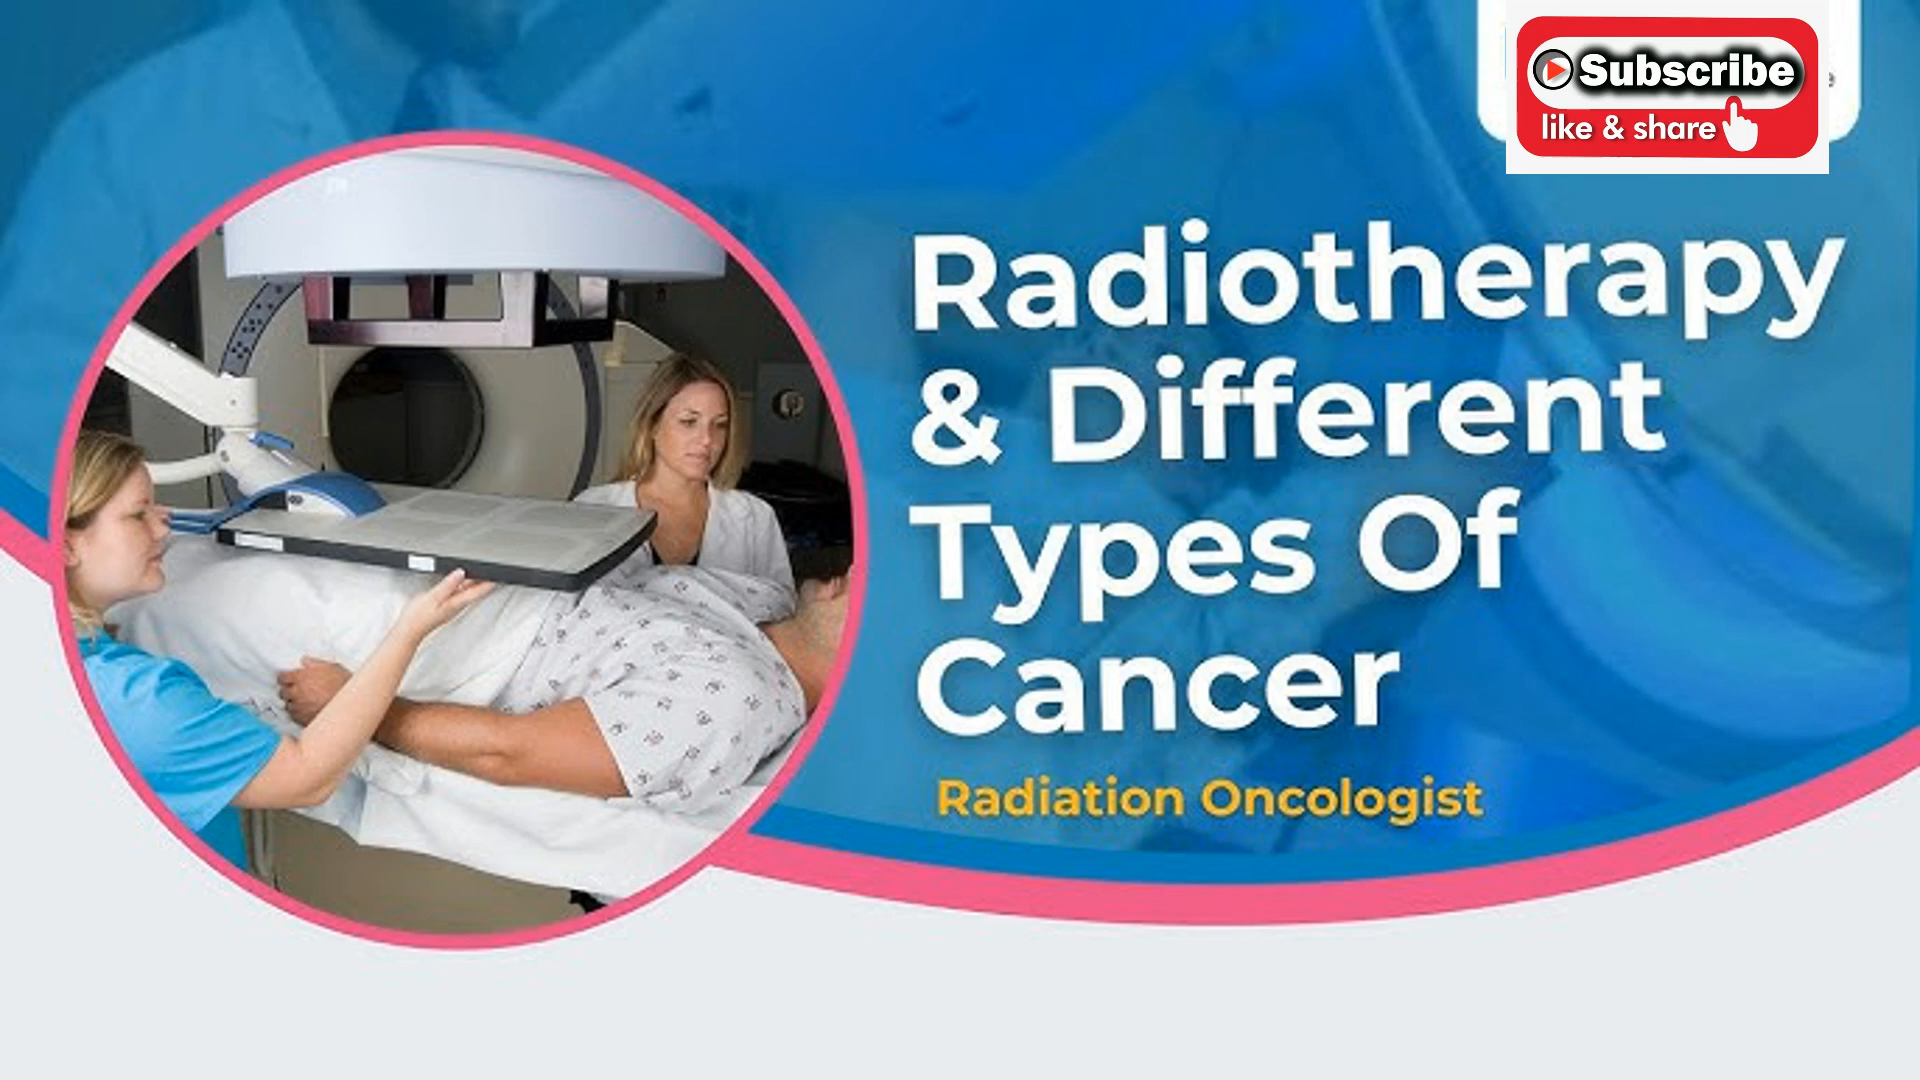 Subscribe
like & share
Radiotherapy
& Different
Types Of
Cancer
Radiation Oncologist